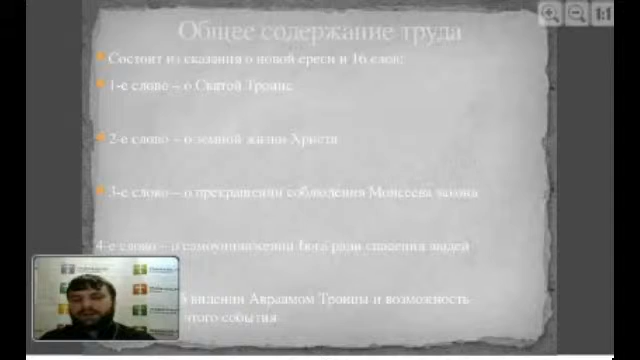 Общее содержание труда
Состоит из сказания о новой ереси и 16 слов:
1-е слово – о Святой Троице
2-е слово – о земной жизни Христа
3-е слово – о прекращении соблюдения Моисеева закона
4-е слово – о самоуничижении Бога ради спасения людей
видении Авраамом Троицы и возможность
этого события
1:1